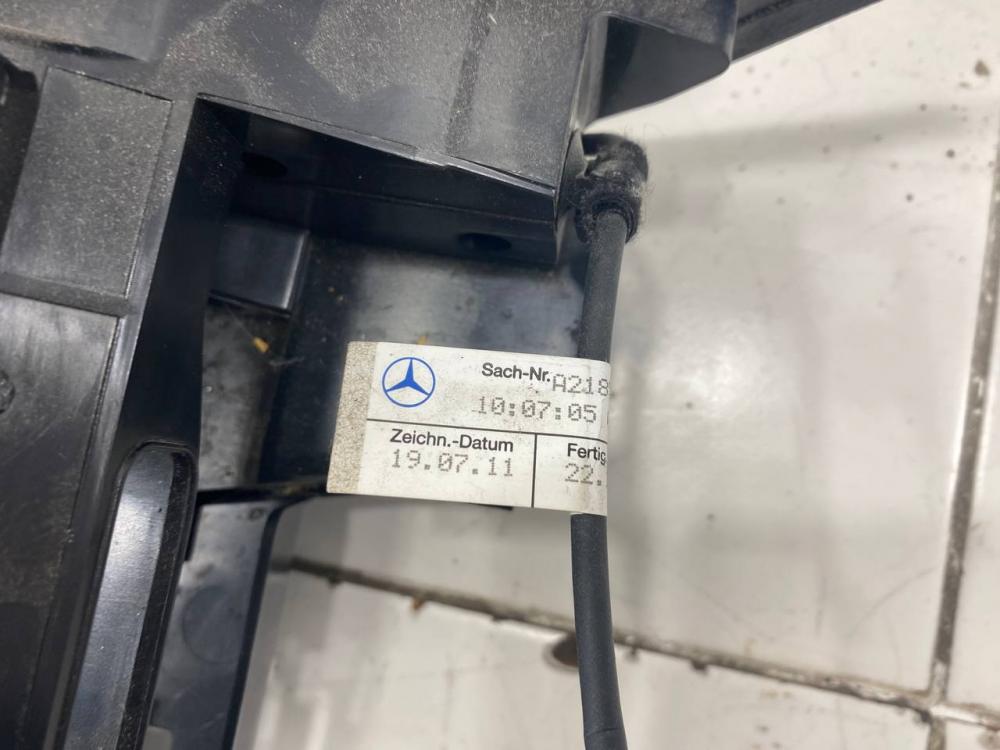 Sach-Nr. A218
10:07:05
Zeichn.-Datum
19.07.11
Fertig
22.